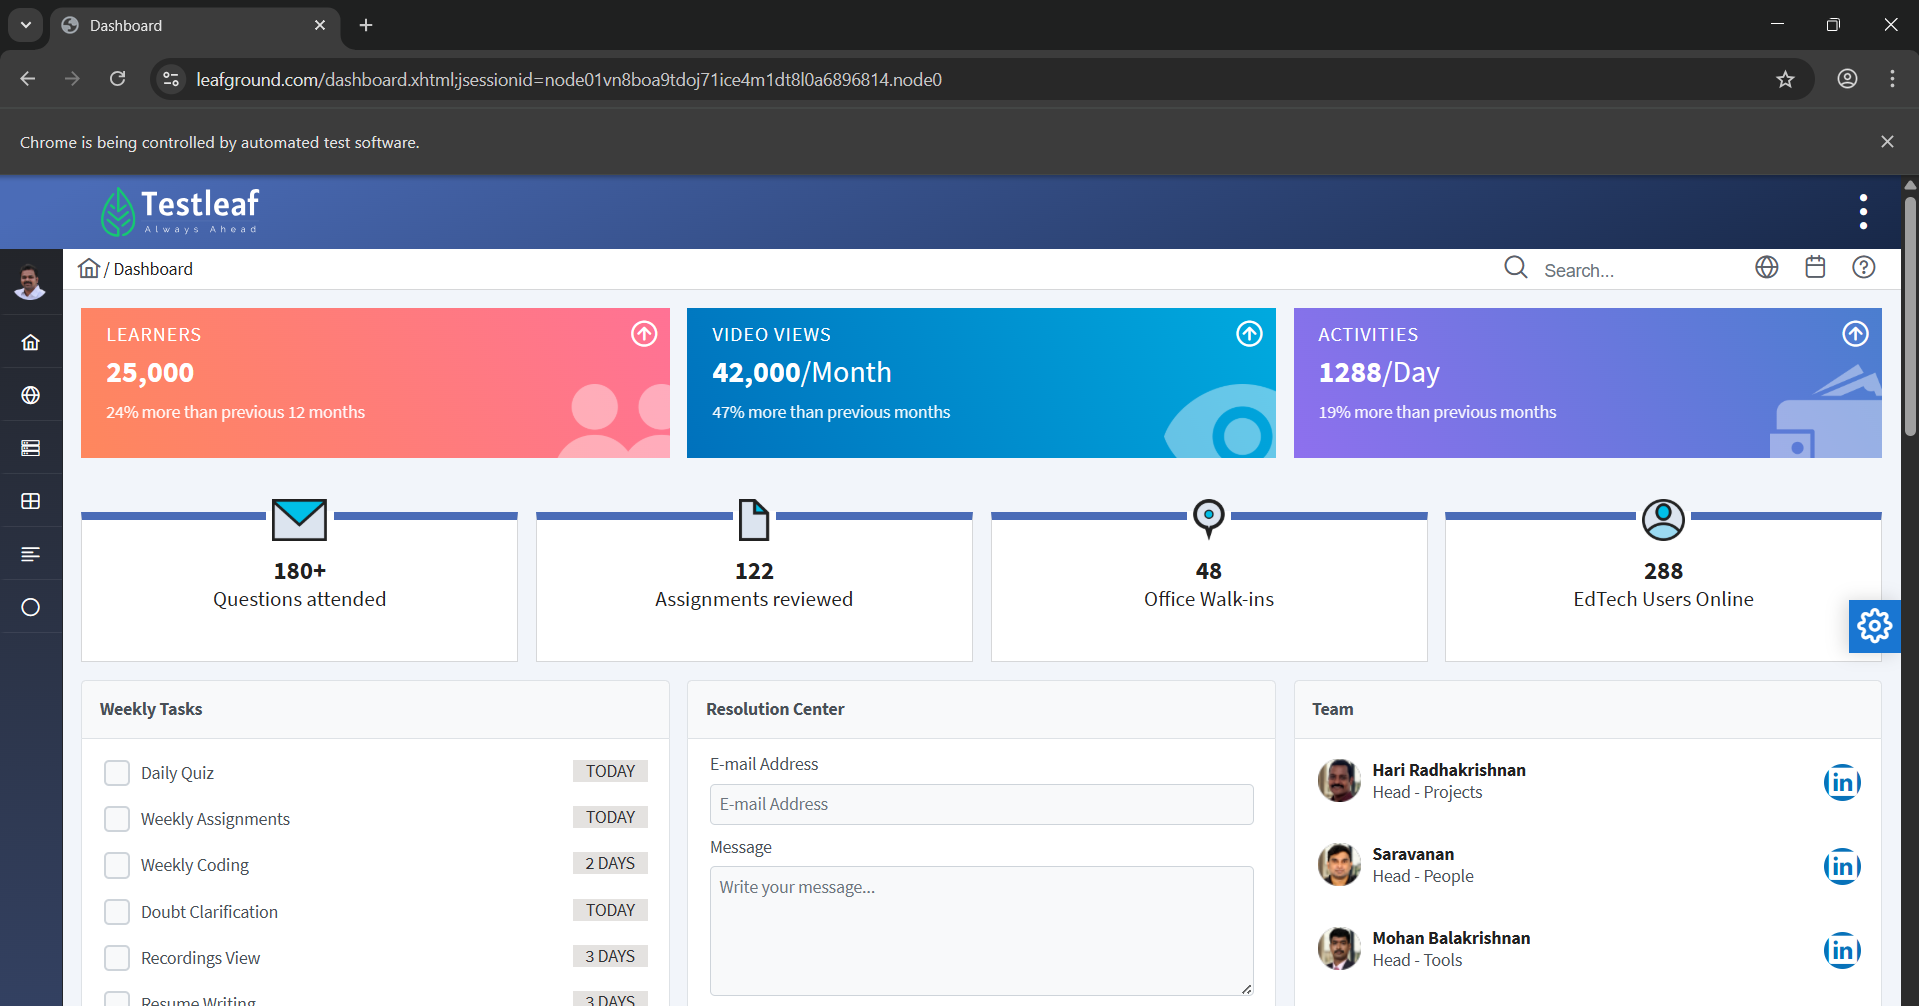 Dashboard
leafground.com/dashboard.xhtml;jsessionid=node01vn8boa9tdoj71ice4m1dt8l0a6896814.node0
Chrome is being controlled by automated test software.
Testleaf
Always Ahead
/ Dashboard
Search...
LEARNERS
25,000
24% more than previous 12 months
VIDEO VIEWS
42,000/Month
47% more than previous months
ACTIVITIES
1288/Day
19% more than previous months
180+
Questions attended
122
Assignments reviewed
48
Office Walk-ins
288
EdTech Users Online
Weekly Tasks
Daily Quiz TODAY
Weekly Assignments TODAY
Weekly Coding 2 DAYS
Doubt Clarification TODAY
Recordings View 3 DAYS
Resume Writing 3 DAYS
Resolution Center
E-mail Address
E-mail Address
Message
Write your message...
Team
Hari Radhakrishnan
Head - Projects
in
Saravanan
Head - People
in
Mohan Balakrishnan
Head - Tools
in